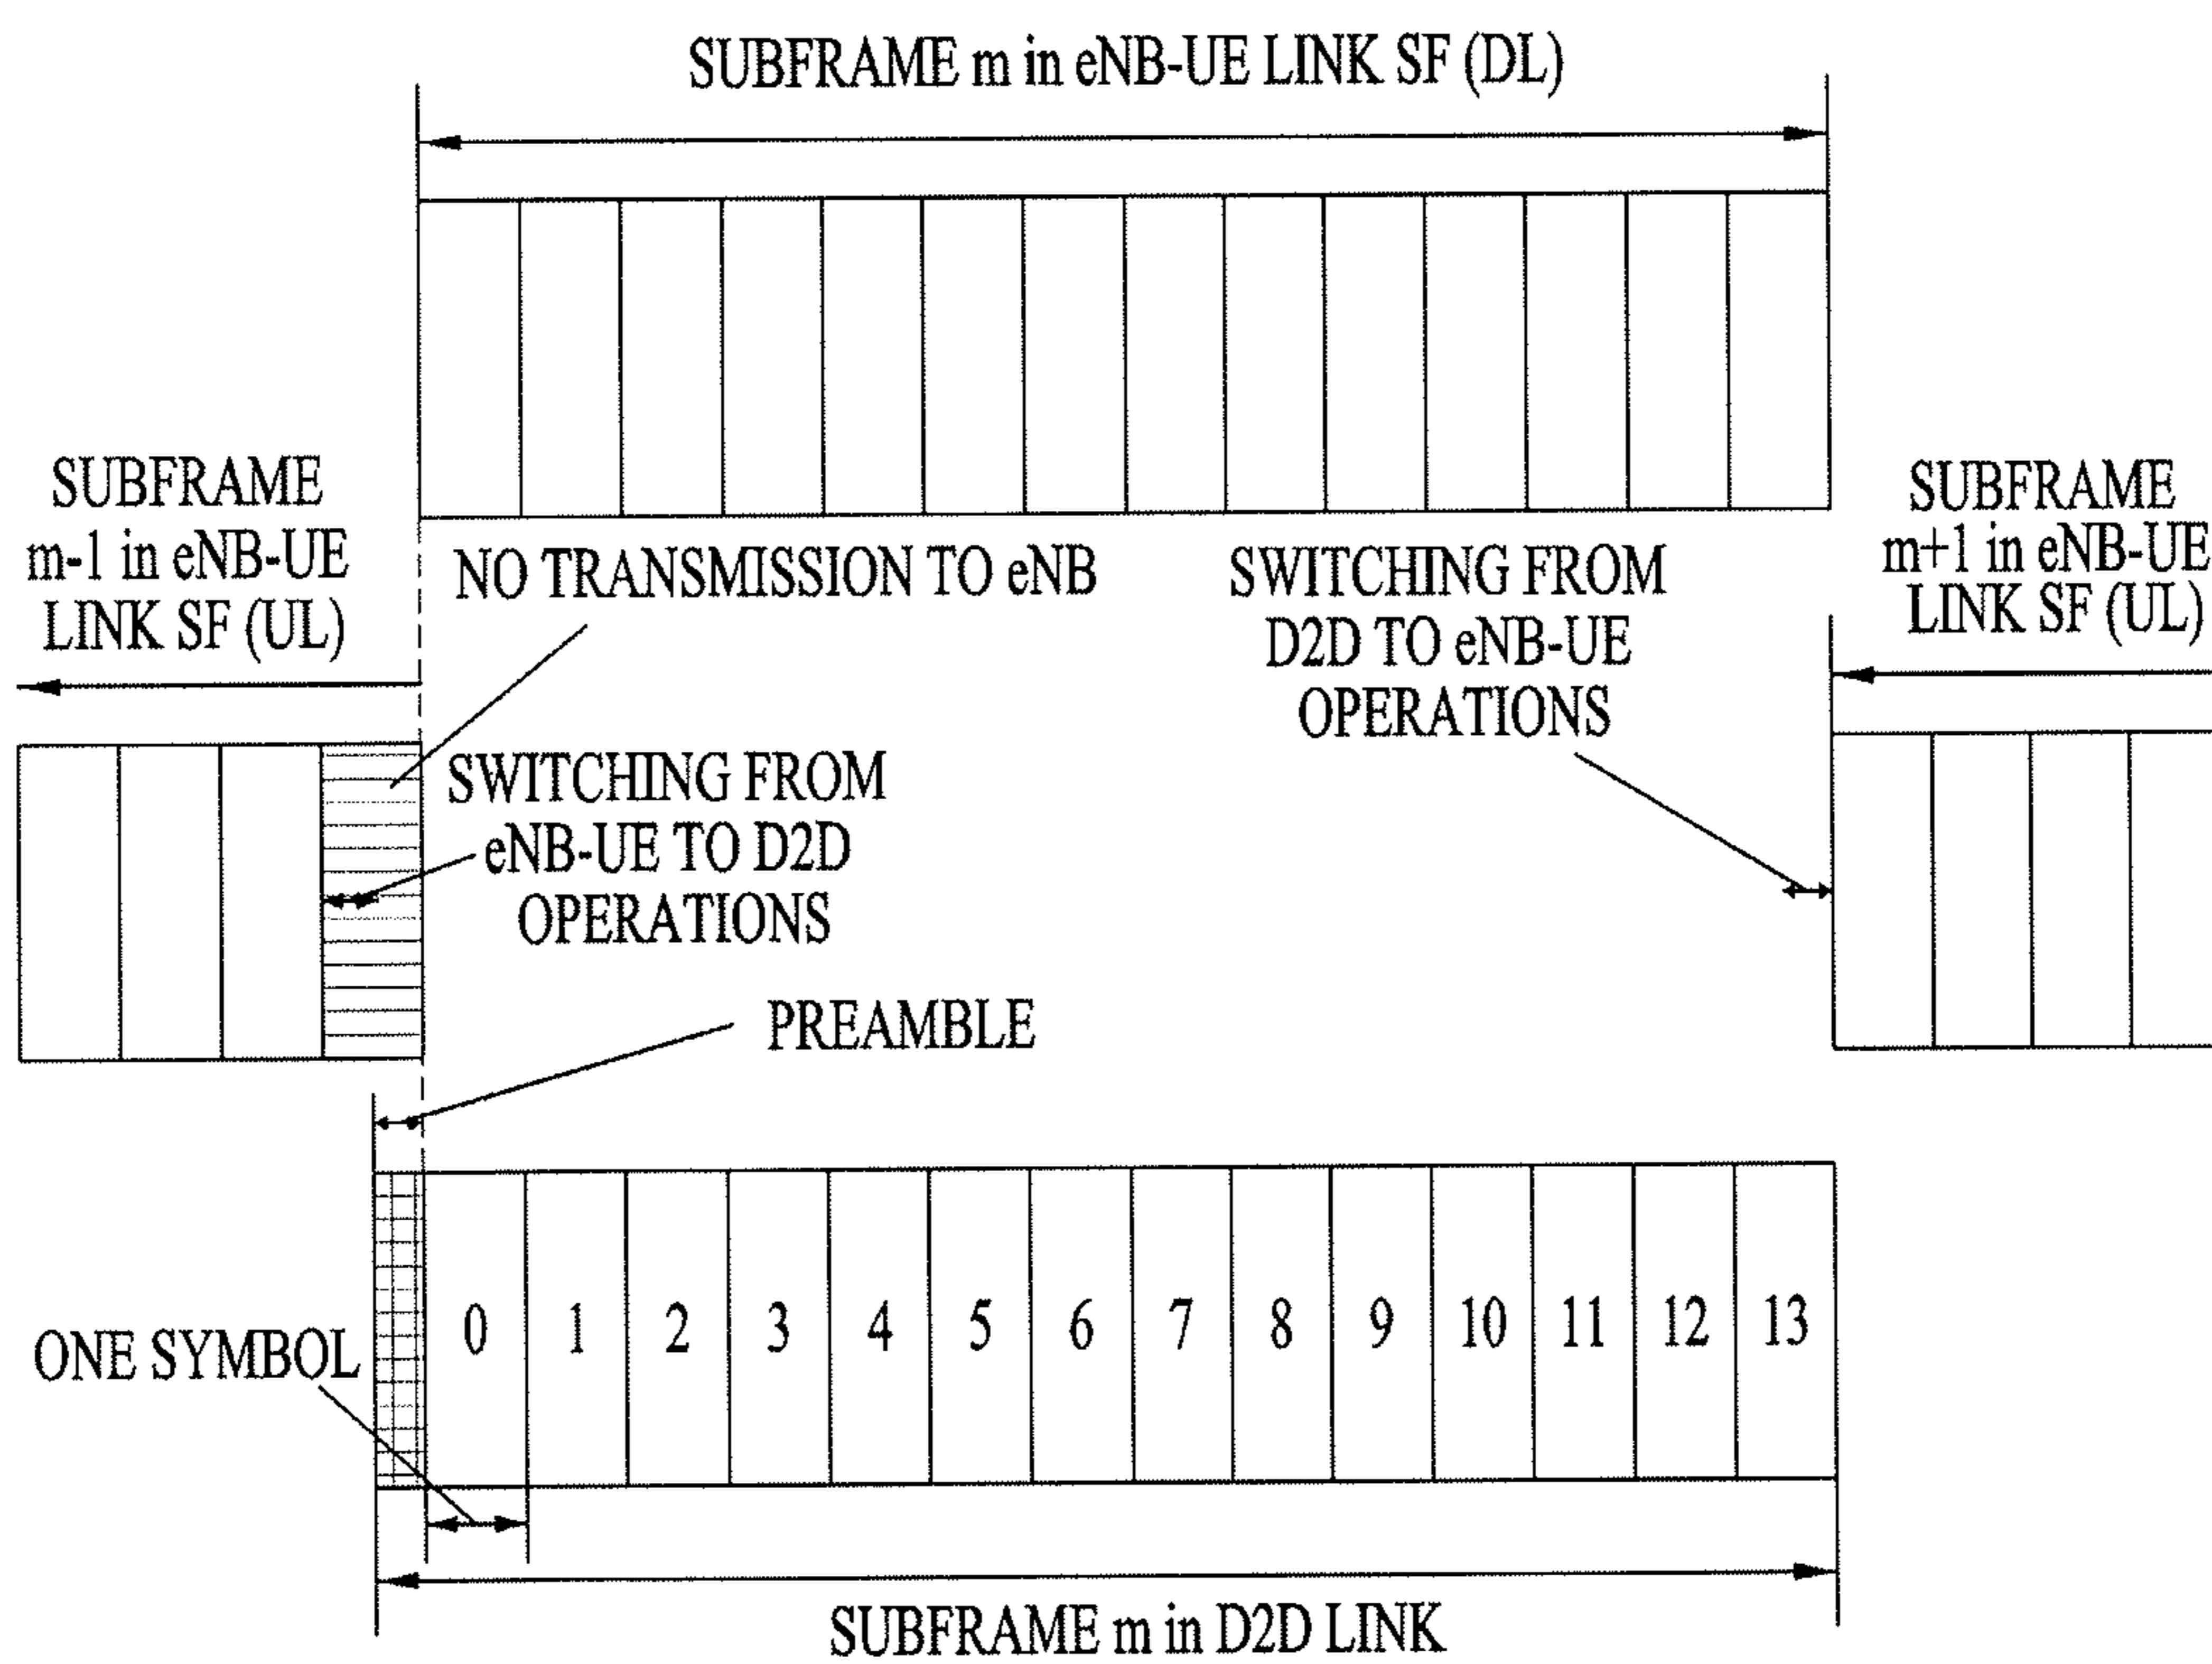 SUBFRAME m in eNB-UE LINK SF (DL)
SUBFRAME
m-1 in eNB-UE
LINK SF (UL)
NO TRANSMISSION TO eNB
SWITCHING FROM
D2D TO eNB-UE
OPERATIONS
SUBFRAME
m+1 in eNB-UE
LINK SF (UL)
SWITCHING FROM
eNB-UE TO D2D
OPERATIONS
PREAMBLE
ONE SYMBOL
0 1 2 3 4 5 6 7 8 9 10 11 12 13
SUBFRAME m in D2D LINK